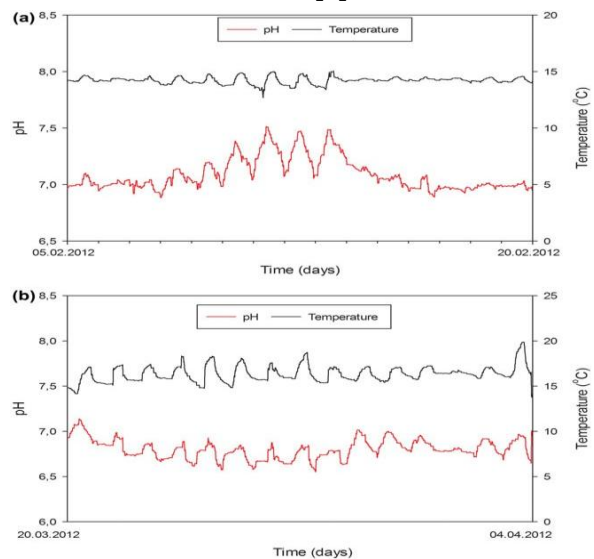 (a)
8,5
8,0
7,5
7,0
6,5
pH
pH Temperature
20
15
10
5
0
Temperature (°C)
05.02.2012 20.02.2012
Time (days)
(b)
8,5
8,0
7,5
7,0
6,5
6,0
pH
pH Temperature
25
20
15
10
5
0
Temperature (°C)
20.03.2012 04.04.2012
Time (days)